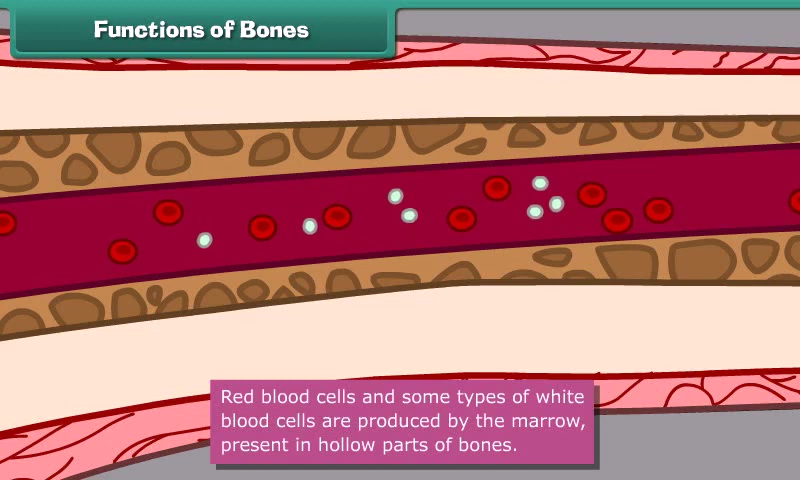 Functions of Bones
Red blood cells and some types of white
blood cells are produced by the marrow,
present in hollow parts of bones.